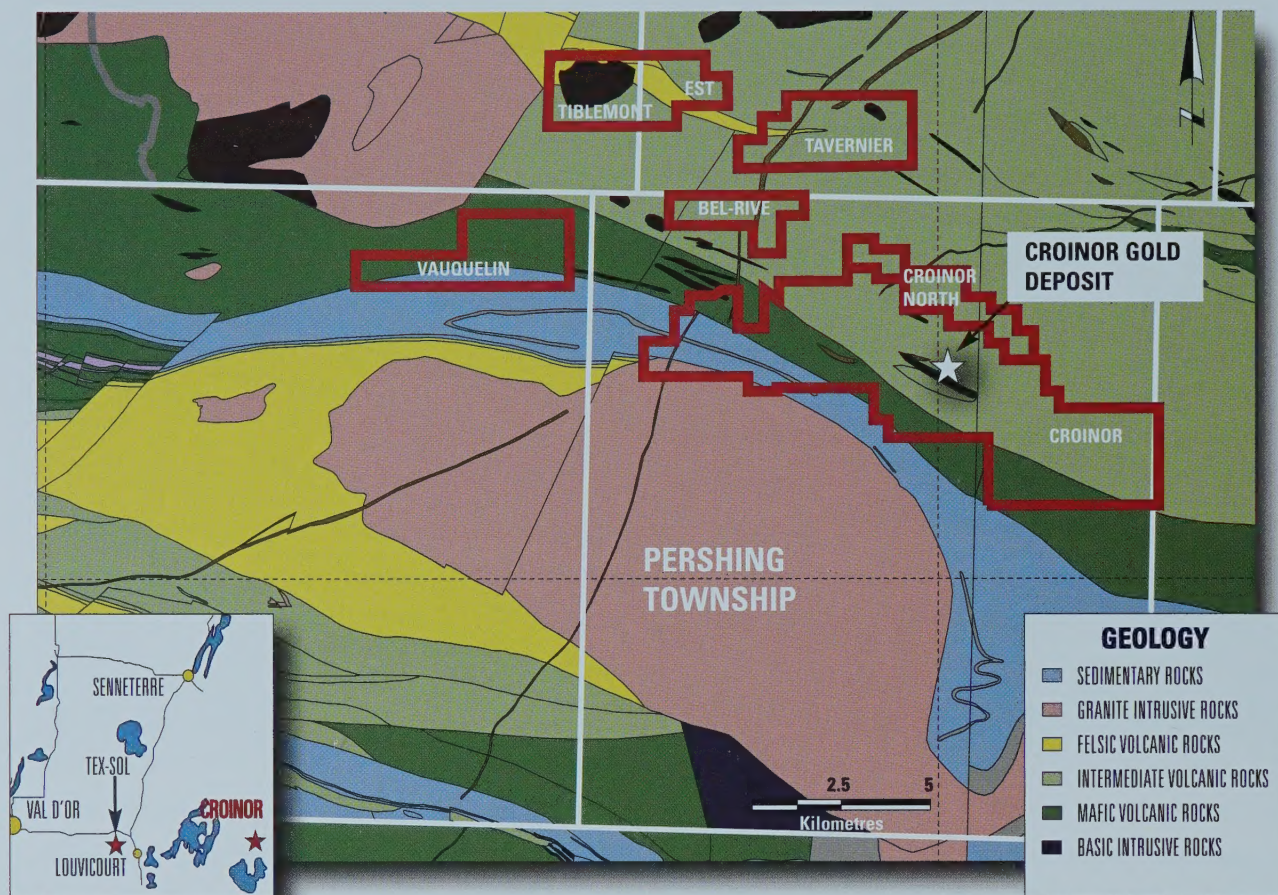 EST
TIBLEMONT
TAVERNIER
BEL-RIVE
VAUQUELIN
CROINOR
NORTH
CROINOR GOLD
DEPOSIT
CROINOR
PERSHING
TOWNSHIP
2.5 5
Kilometres
SENNETERRE
TEX-SOL
VAL D'OR
CROINOR
LOUVICOURT
GEOLOGY
SEDIMENTARY ROCKS
GRANITE INTRUSIVE ROCKS
FELSIC VOLCANIC ROCKS
INTERMEDIATE VOLCANIC ROCKS
MAFIC VOLCANIC ROCKS
BASIC INTRUSIVE ROCKS